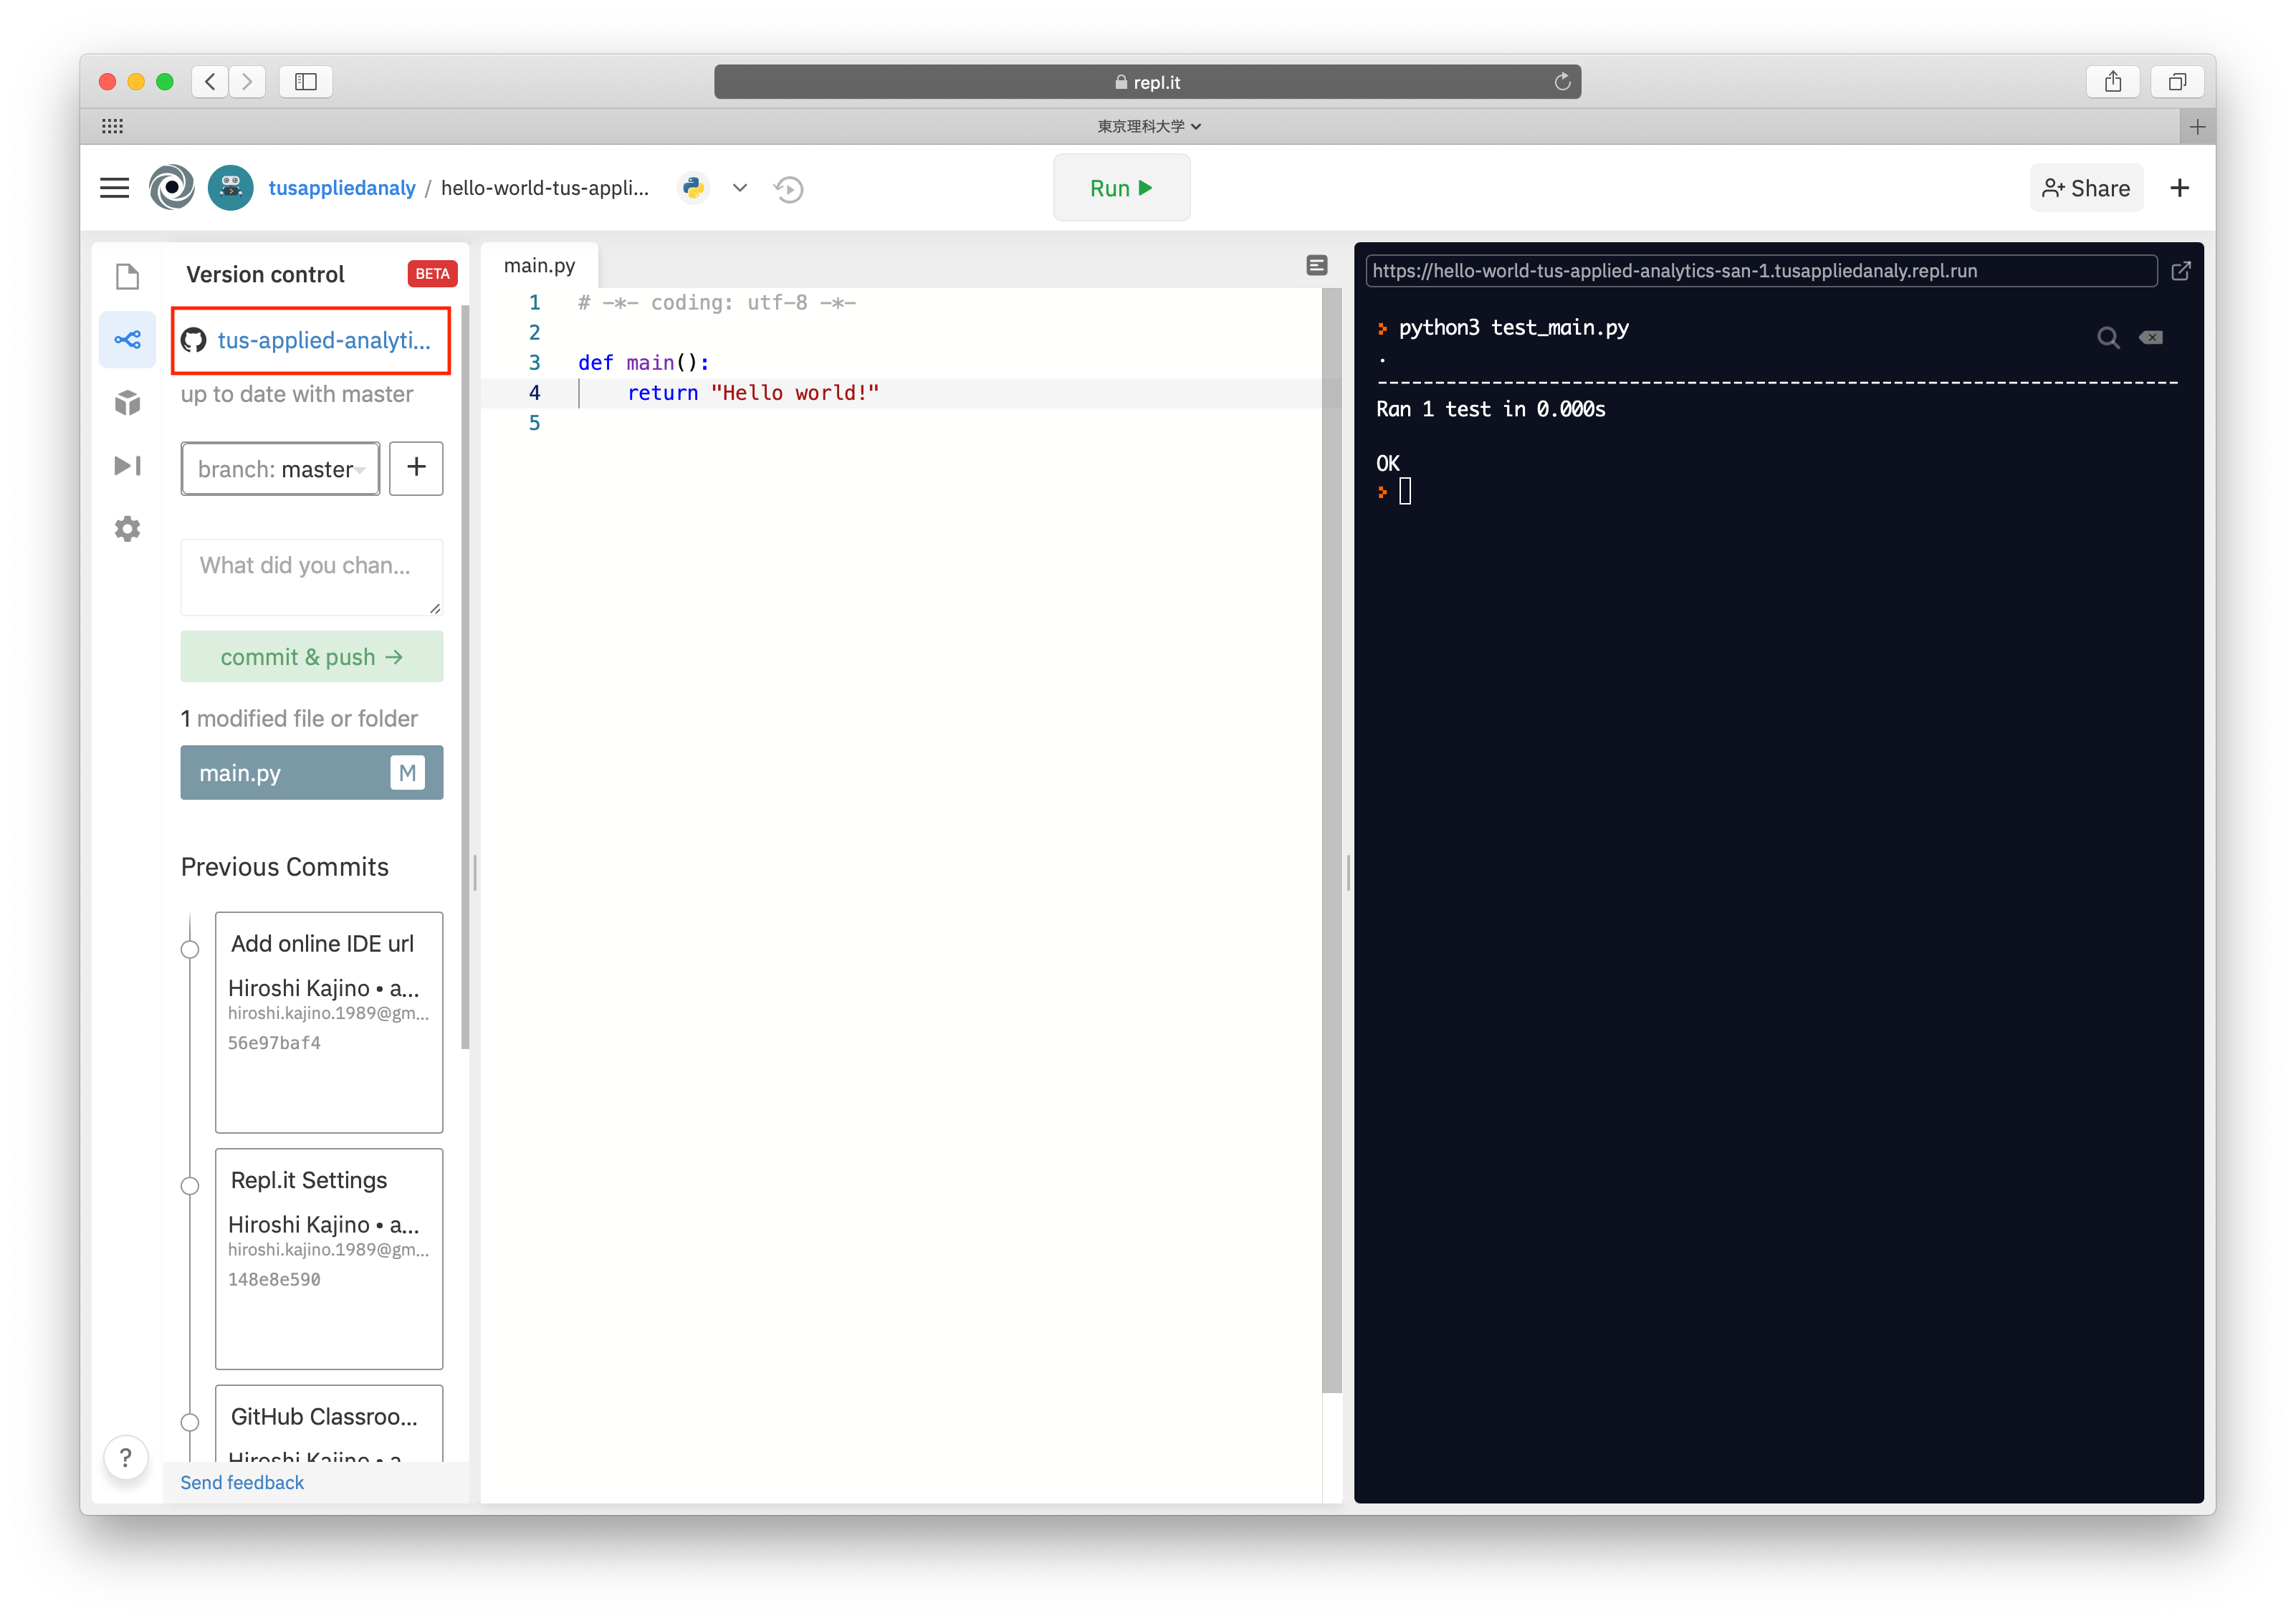 repl.it
東京理科大学
tusappliedanaly / hello-world-tus-appli...
Run
Share
Version control
BETA
tus-applied-analyti...
up to date with master
branch: master
+
What did you chan...
commit & push →
1 modified file or folder
main.py M
Previous Commits
Add online IDE url
Hiroshi Kajino • a...
hiroshi.kajino.1989@gm...
56e97baf4
Repl.it Settings
Hiroshi Kajino • a...
hiroshi.kajino.1989@gm...
148e8e590
GitHub Classroo...
Hiroshi Kajino • a...
Send feedback
?
main.py
1 # -*- coding: utf-8 -*-
2
3 def main():
4 return "Hello world!"
5
https://hello-world-tus-applied-analytics-san-1.tusappliedanaly.repl.run
python3 test_main.py
.
----------------------------------------------------------------------
Ran 1 test in 0.000s
OK